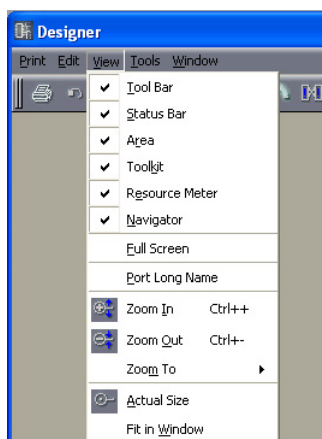 Designer
Print Edit View Tools Window
Tool Bar
Status Bar
Area
Toolkit
Resource Meter
Navigator
Full Screen
Port Long Name
Zoom In Ctrl++
Zoom Out Ctrl+-
Zoom To
Actual Size
Fit in Window